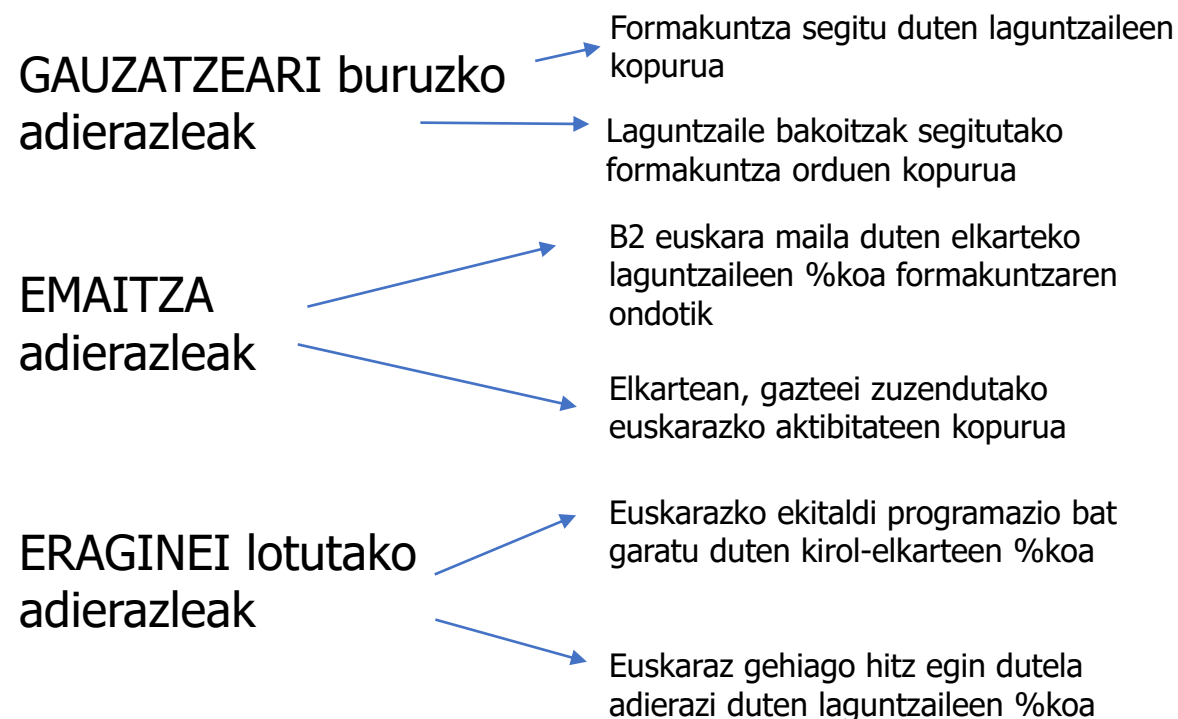 GAUZATZEARI buruzko
adierazleak
Formakuntza segitu duten laguntzaileen
kopurua
Laguntzaile bakoitzak segitutako
formakuntza orduen kopurua
EMAITZA
adierazleak
B2 euskara maila duten elkarteko
laguntzaileen %koa formakuntzaren
ondotik
Elkartean, gazteei zuzendutako
euskarazko aktibitateen kopurua
ERAGINEI lotutako
adierazleak
Euskarazko ekitaldi programazio bat
garatu duten kirol-elkarteen %koa
Euskaraz gehiago hitz egin dutela
adierazi duten laguntzaileen %koa